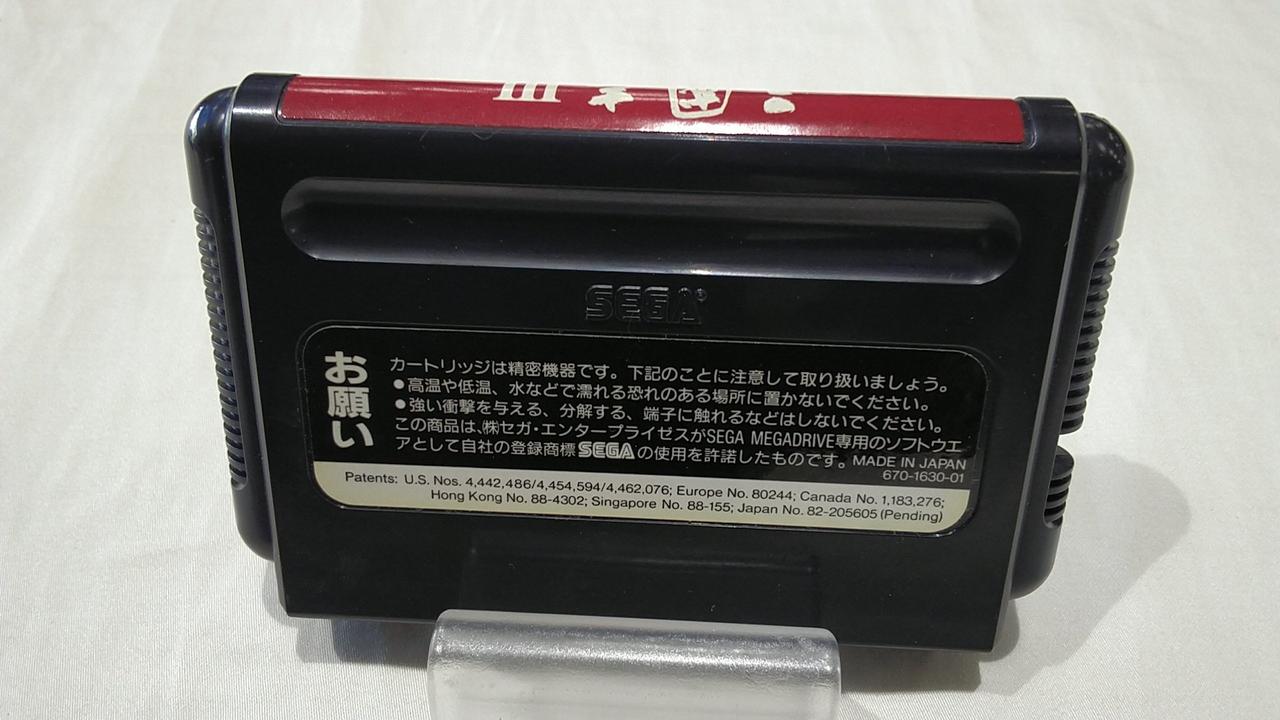 SEGA®
お願い
カートリッジは精密機器です。下記のことに注意して取り扱いましょう。
●高温や低温、水などで濡れる恐れのある場所に置かないでください。
●強い衝撃を与える、分解する、端子に触れるなどはしないでください。
この商品は、㈱セガ・エンタープライゼスがSEGA MEGADRIVE専用のソフトウエ
アとして自社の登録商標SEGAの使用を許諾したものです。MADE IN JAPAN
670-1630-01
Patents: U.S. Nos. 4,442,486/4,454,594/4,462,076; Europe No. 80244; Canada No. 1,183,276;
Hong Kong No. 88-4302; Singapore No. 88-155; Japan No. 82-205605 (Pending)